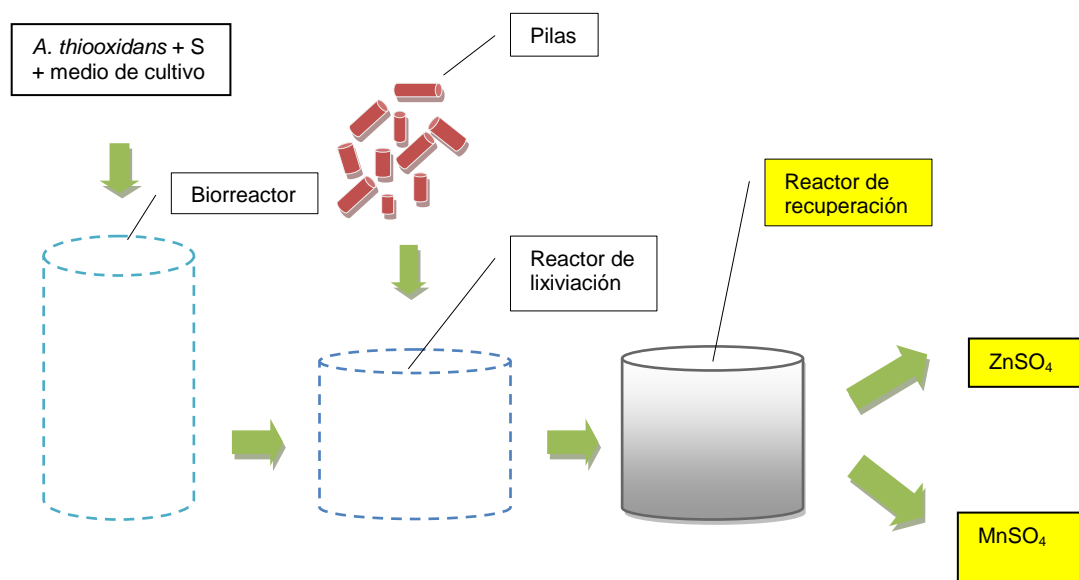 A. thiooxidans + S
+ medio de cultivo
Pilas
Biorreactor
Reactor de
lixiviación
Reactor de
recuperación
ZnSO₄
MnSO₄